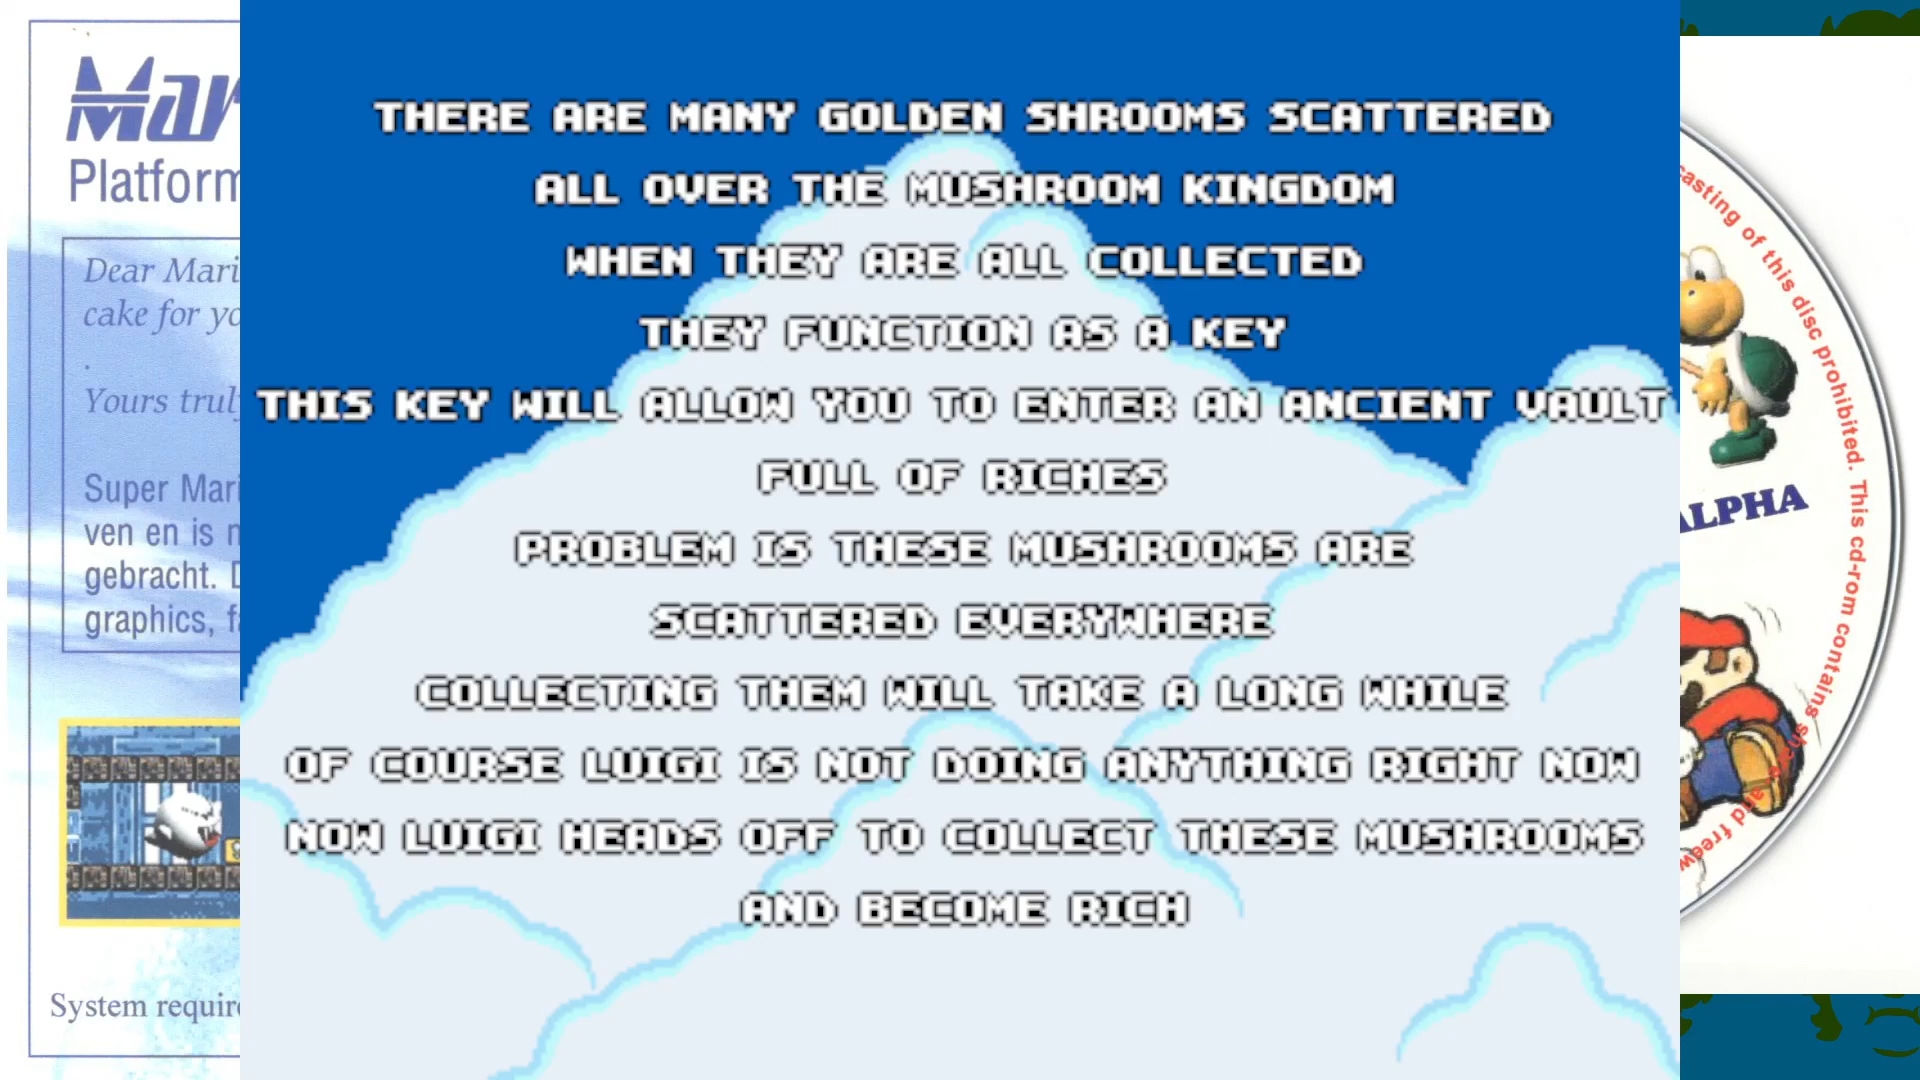 Mar
Platform
Dear Mari
cake for yo
.
Yours truly
Super Mari
ven en is n
gebracht. D
graphics, f
System require
THERE ARE MANY GOLDEN SHROOMS SCATTERED
ALL OVER THE MUSHROOM KINGDOM
WHEN THEY ARE ALL COLLECTED
THEY FUNCTION AS A KEY
THIS KEY WILL ALLOW YOU TO ENTER AN ANCIENT VAULT
FULL OF RICHES
PROBLEM IS THESE MUSHROOMS ARE
SCATTERED EVERYWHERE
COLLECTING THEM WILL TAKE A LONG WHILE
OF COURSE LUIGI IS NOT DOING ANYTHING RIGHT NOW
NOW LUIGI HEADS OFF TO COLLECT THESE MUSHROOMS
AND BECOME RICH
casting of this disc prohibited. This cd-rom contains
ALPHA